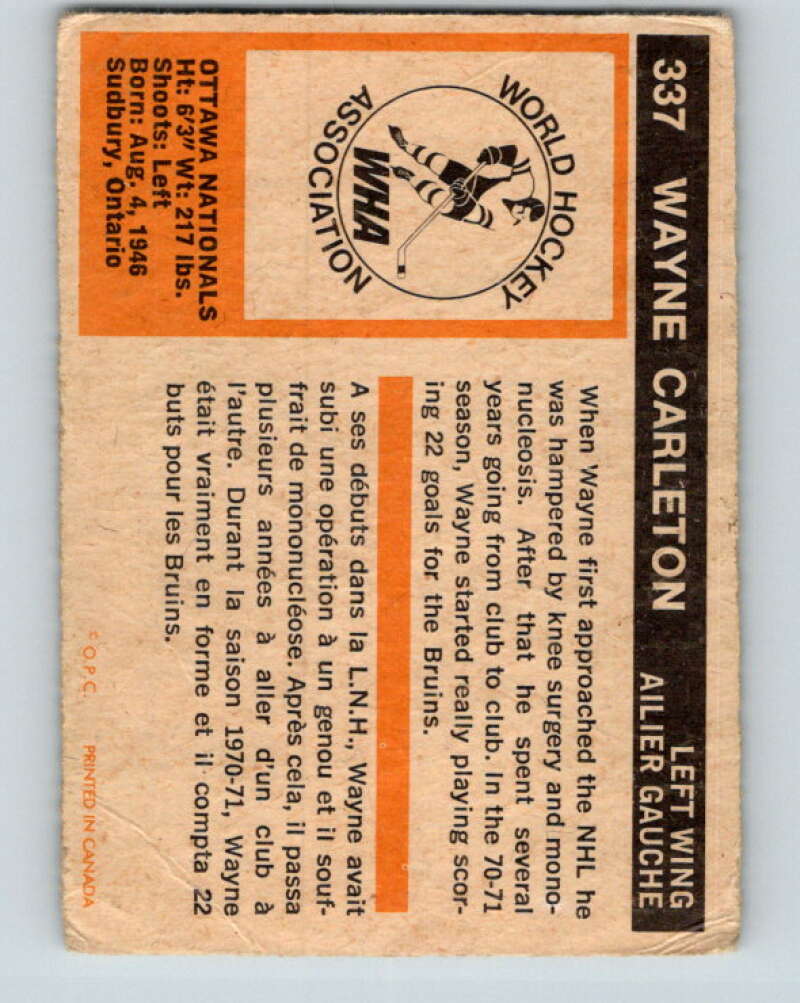 337 WAYNE CARLETON
LEFT WING
AILIER GAUCHE
WORLD HOCKEY
ASSOCIATION
WHA
OTTAWA NATIONALS
Ht: 6'3" Wt: 217 lbs.
Shoots: Left
Born: Aug. 4, 1946
Sudbury, Ontario
When Wayne first approached the NHL he
was hampered by knee surgery and mono-
nucleosis. After that he spent several
years going from club to club. In the 70-71
season, Wayne started really playing scor-
ing 22 goals for the Bruins.
A ses débuts dans la L.N.H., Wayne avait
subi une opération à un genou et il souf-
frait de mononucléose. Après cela, il passa
plusieurs années à aller d'un club à
l'autre. Durant la saison 1970-71, Wayne
était vraiment en forme et il compta 22
buts pour les Bruins.
© O.P.C. PRINTED IN CANADA